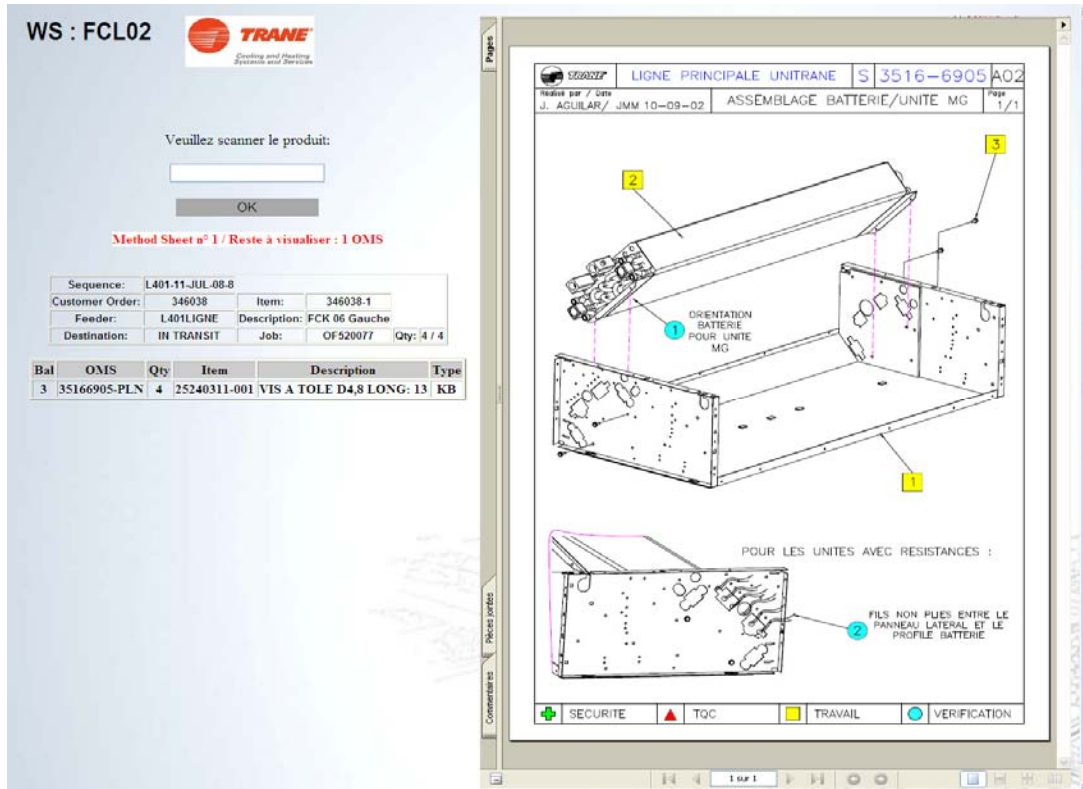 WS : FCL02
TRANE
Cooling and Heating
Systems and Services
Veuillez scanner le produit:
OK
Method Sheet n° 1 / Reste à visualiser : 1 OMS
Sequence: L401-11-JUL-08-8
Customer Order: 346038 Item: 346038-1
Feeder: L401LIGNE Description: FCK 06 Gauche
Destination: IN TRANSIT Job: OF520077 Qty: 4 / 4
Bal OMS Qty Item Description Type
3 35166905-PLN 4 25240311-001 VIS A TOLE D4,8 LONG: 13 KB
Pages
Pièces jointes
Commentaires
TRANE LIGNE PRINCIPALE UNITRANE S 3516-6905 A02
Réalisé par / Date
J. AGUILAR/ JMM 10-09-02 ASSEMBLAGE BATTERIE/UNITE MG Page 1/1
3
2
1
ORIENTATION
BATTERIE
POUR UNITE
MG
1
POUR LES UNITES AVEC RESISTANCES :
2
FILS NON PLIES ENTRE LE
PANNEAU LATERAL ET LE
PROFILE BATTERIE
SECURITE TQC TRAVAIL VERIFICATION
1 sur 1